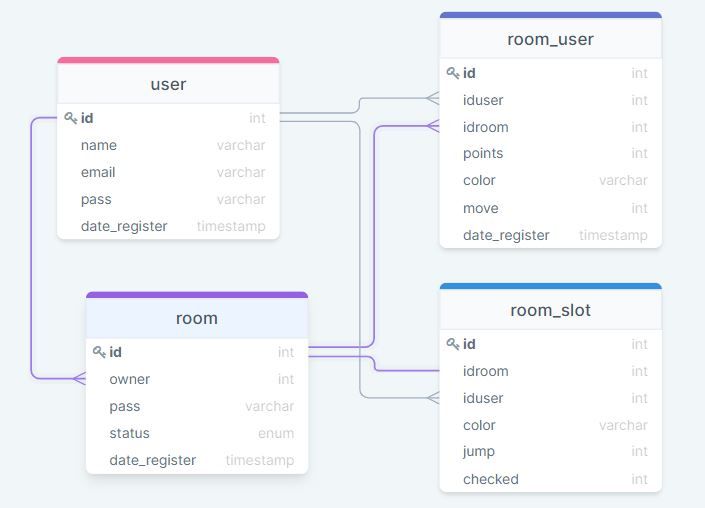 user
id int
name varchar
email varchar
pass varchar
date_register timestamp
room
id int
owner int
pass varchar
status enum
date_register timestamp
room_user
id int
iduser int
idroom int
points int
color varchar
move int
date_register timestamp
room_slot
id int
idroom int
iduser int
color varchar
jump int
checked int